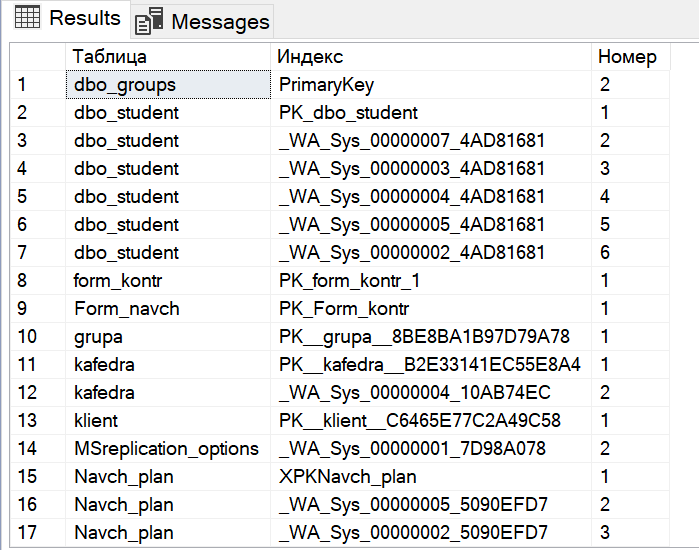 Results Messages
Таблица Индекс Номер
1 dbo_groups PrimaryKey 2
2 dbo_student PK_dbo_student 1
3 dbo_student _WA_Sys_00000007_4AD81681 2
4 dbo_student _WA_Sys_00000003_4AD81681 3
5 dbo_student _WA_Sys_00000004_4AD81681 4
6 dbo_student _WA_Sys_00000005_4AD81681 5
7 dbo_student _WA_Sys_00000002_4AD81681 6
8 form_kontr PK_form_kontr_1 1
9 Form_navch PK_Form_kontr 1
10 grupa PK__grupa__8BE8BA1B97D79A78 1
11 kafedra PK__kafedra__B2E33141EC55E8A4 1
12 kafedra _WA_Sys_00000004_10AB74EC 2
13 klient PK__klient__C6465E77C2A49C58 1
14 MSreplication_options _WA_Sys_00000001_7D98A078 2
15 Navch_plan XPKNavch_plan 1
16 Navch_plan _WA_Sys_00000005_5090EFD7 2
17 Navch_plan _WA_Sys_00000002_5090EFD7 3